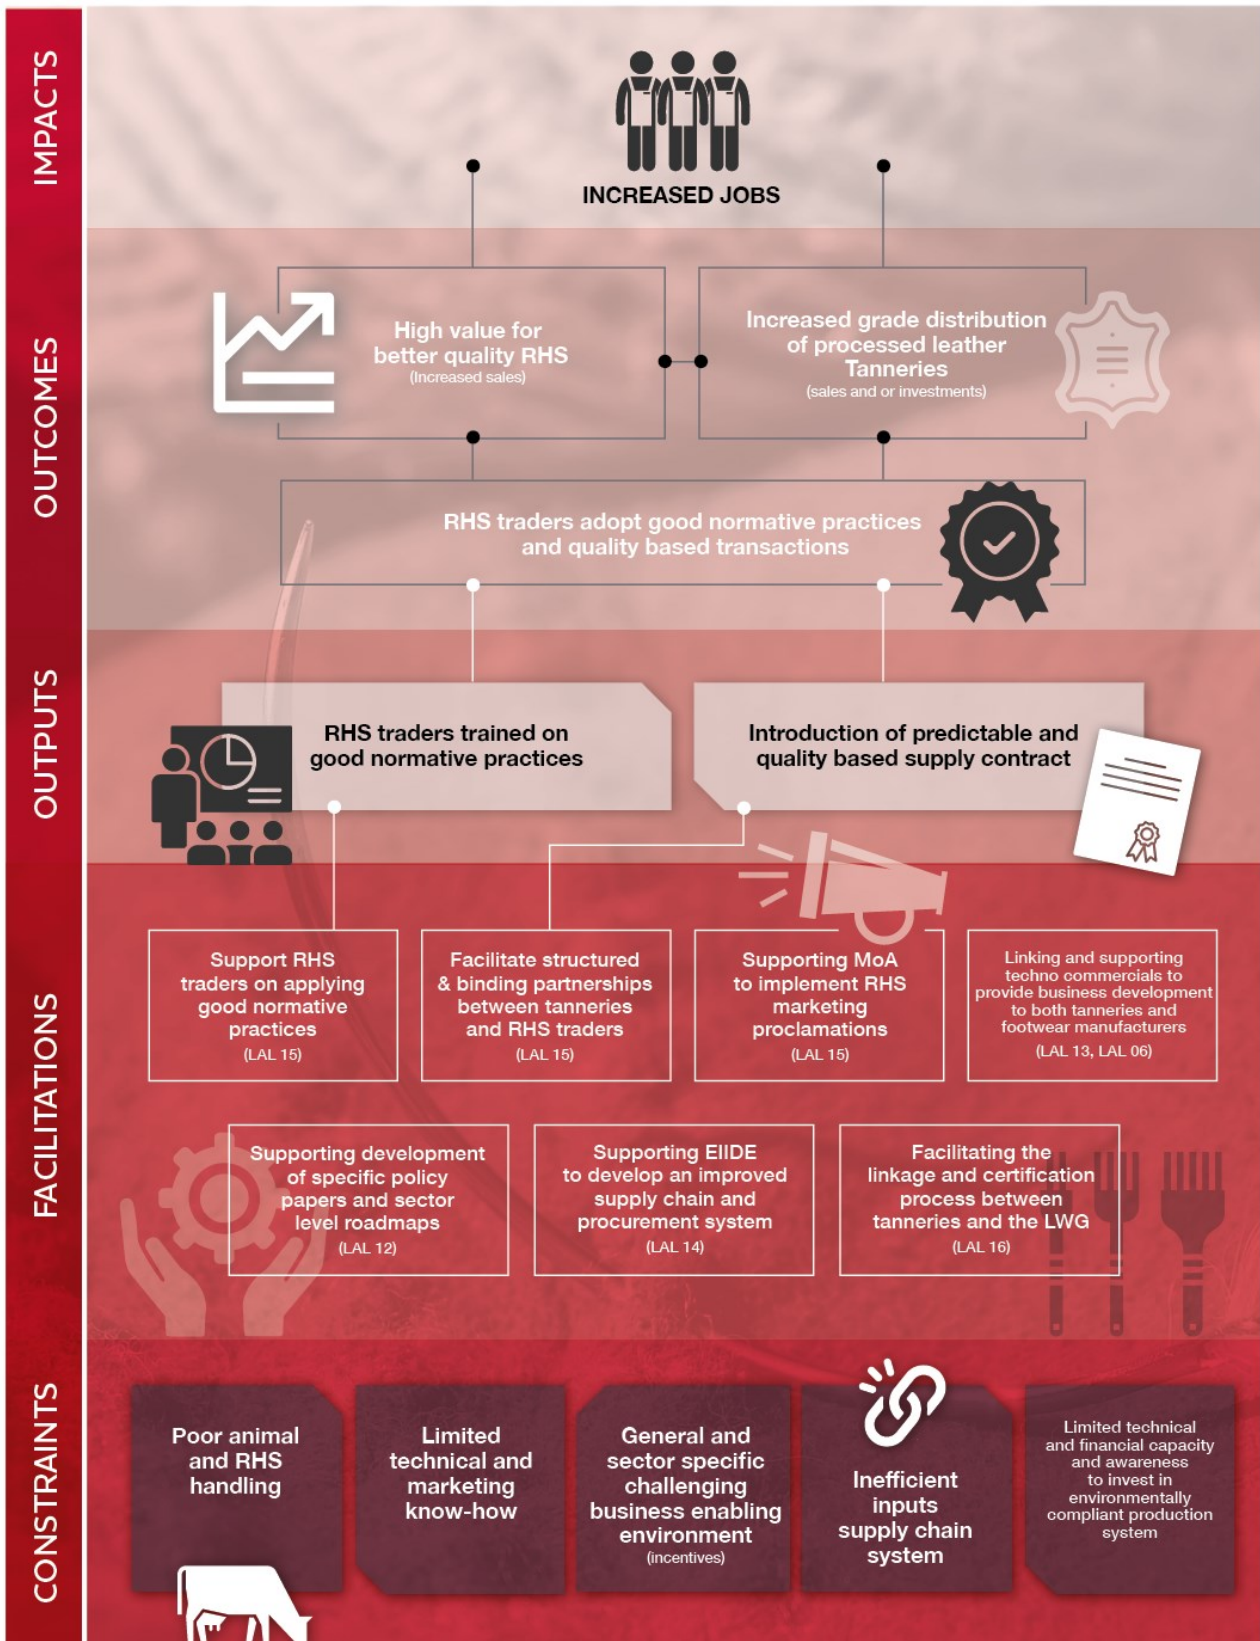 IMPACTS
INCREASED JOBS
OUTCOMES
High value for
better quality RHS
(Increased sales)
Increased grade distribution
of processed leather
Tanneries
(sales and or investments)
RHS traders adopt good normative practices
and quality based transactions
OUTPUTS
RHS traders trained on
good normative practices
Introduction of predictable and
quality based supply contract
FACILITATIONS
Support RHS
traders on applying
good normative
practices
(LAL 15)
Facilitate structured
& binding partnerships
between tanneries
and RHS traders
(LAL 15)
Supporting MoA
to implement RHS
marketing
proclamations
(LAL 15)
Linking and supporting
techno commercials to
provide business development
to both tanneries and
footwear manufacturers
(LAL 13, LAL 06)
Supporting development
of specific policy
papers and sector
level roadmaps
(LAL 12)
Supporting EIIDE
to develop an improved
supply chain and
procurement system
(LAL 14)
Facilitating the
linkage and certification
process between
tanneries and the LWG
(LAL 16)
CONSTRAINTS
Poor animal
and RHS
handling
Limited
technical and
marketing
know-how
General and
sector specific
challenging
business enabling
environment
(incentives)
Inefficient
inputs
supply chain
system
Limited technical
and financial capacity
and awareness
to invest in
environmentally
compliant production
system